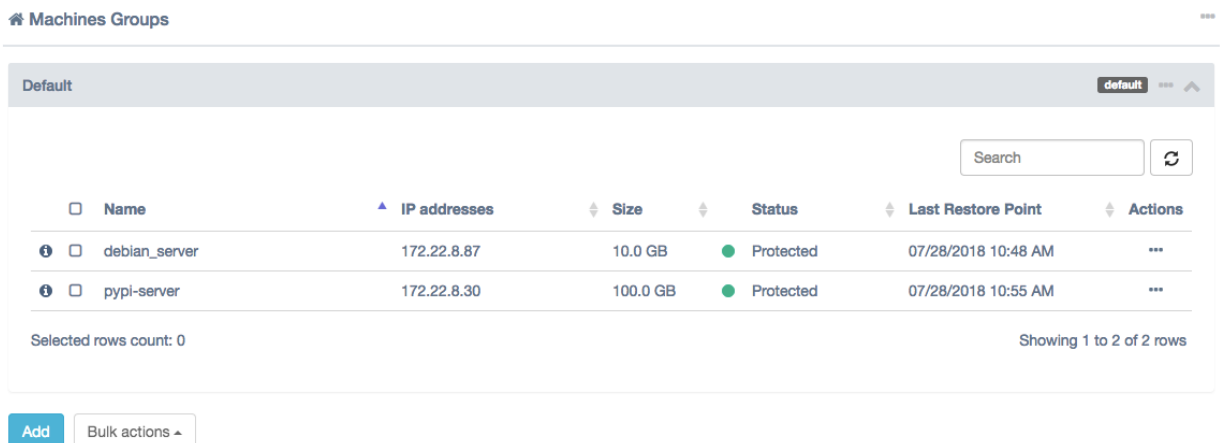 Machines Groups
Default default
Search
Name IP addresses Size Status Last Restore Point Actions
debian_server 172.22.8.87 10.0 GB Protected 07/28/2018 10:48 AM
pypi-server 172.22.8.30 100.0 GB Protected 07/28/2018 10:55 AM
Selected rows count: 0 Showing 1 to 2 of 2 rows
Add Bulk actions